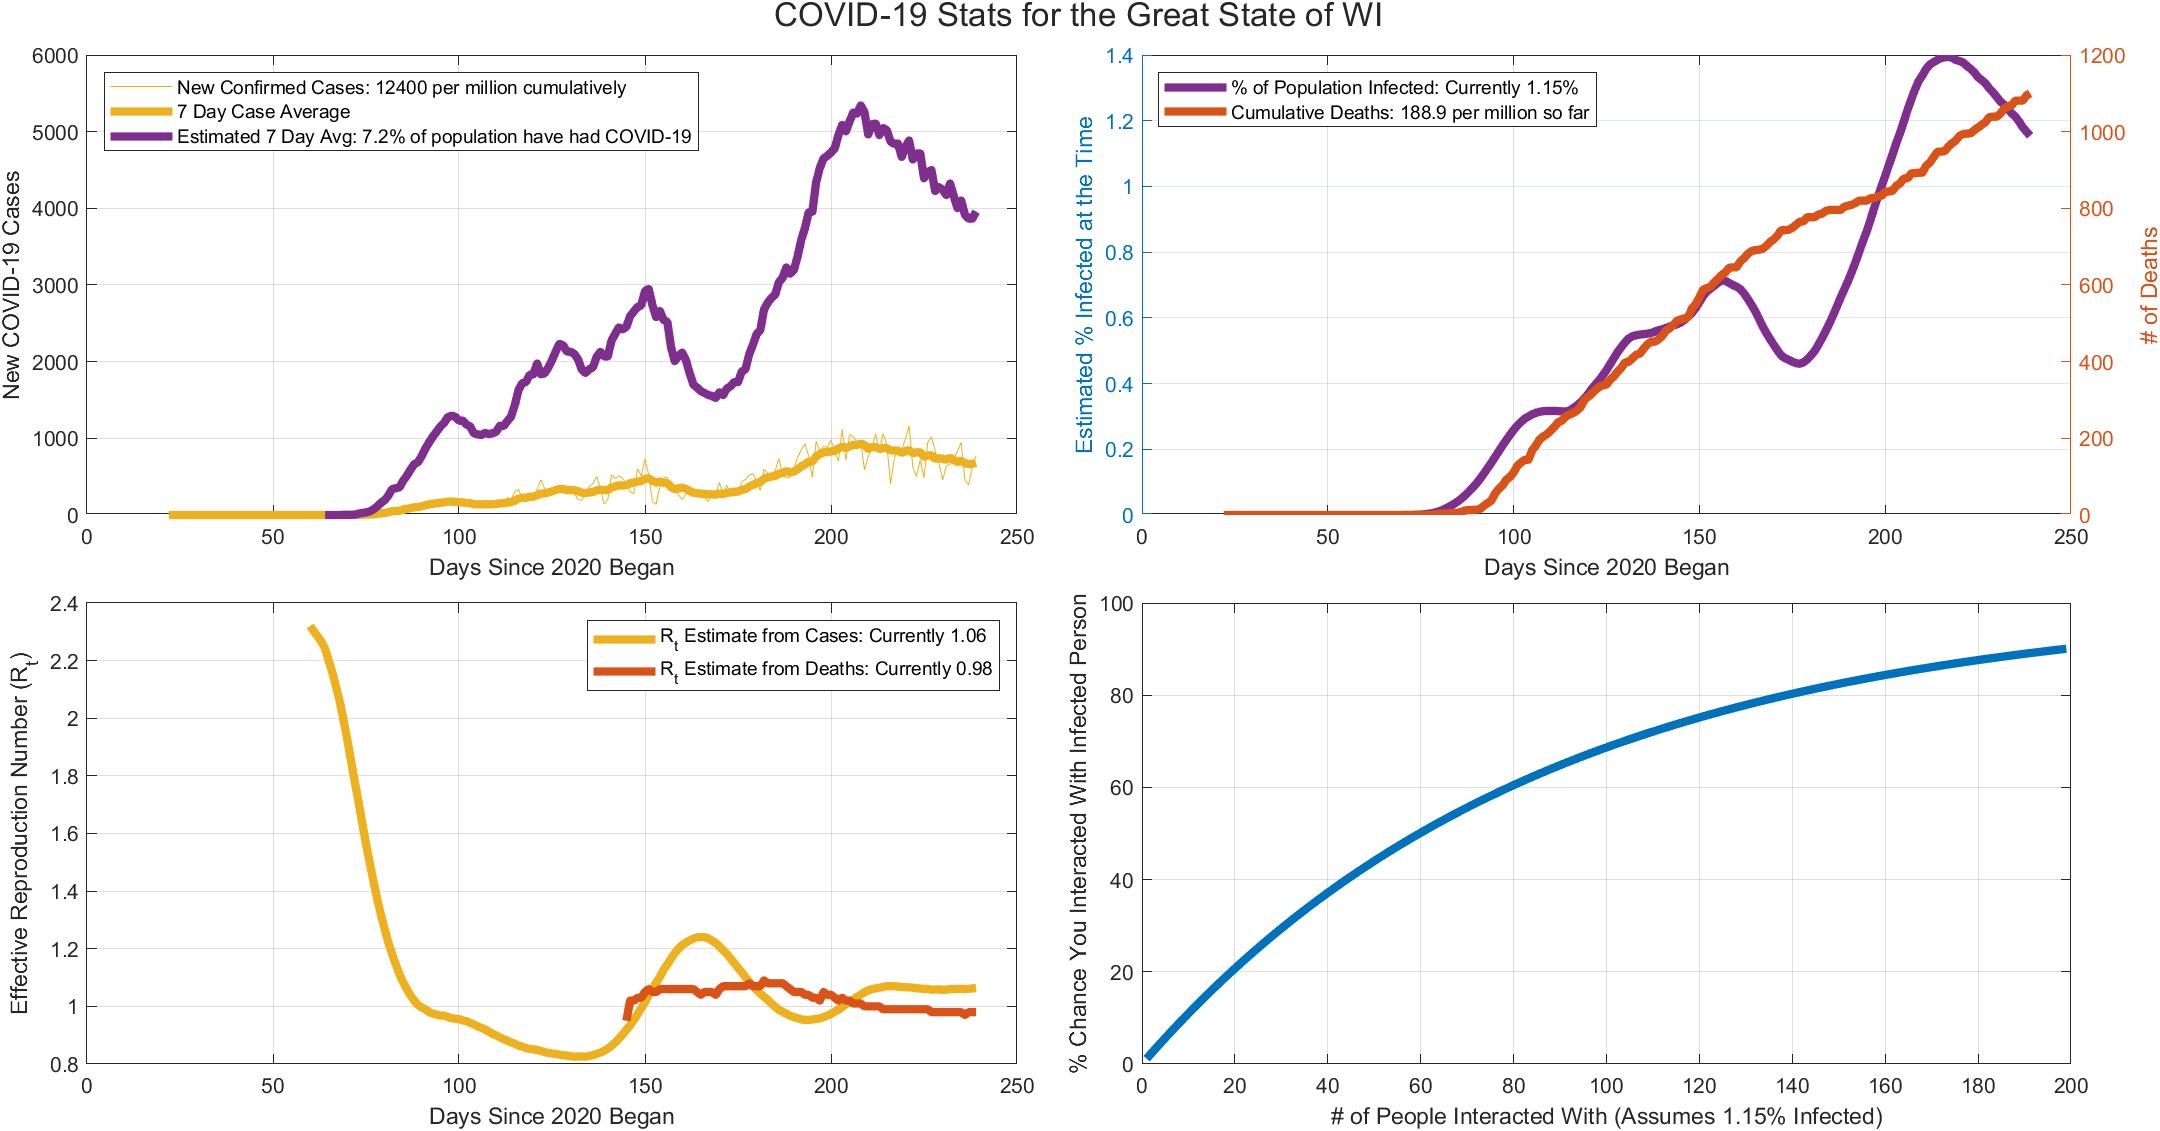 COVID-19 Stats for the Great State of WI
6000
5000
4000
3000
2000
1000
0
New COVID-19 Cases
New Confirmed Cases: 12400 per million cumulatively
7 Day Case Average
Estimated 7 Day Avg: 7.2% of population have had COVID-19
0 50 100 150 200 250
Days Since 2020 Began
1.4
1.2
1
0.8
0.6
0.4
0.2
0
Estimated % Infected at the Time
% of Population Infected: Currently 1.15%
Cumulative Deaths: 188.9 per million so far
1200
1000
800
600
400
200
0
# of Deaths
0 50 100 150 200 250
Days Since 2020 Began
2.4
2.2
2
1.8
1.6
1.4
1.2
1
0.8
Effective Reproduction Number (Rt)
Rt Estimate from Cases: Currently 1.06
Rt Estimate from Deaths: Currently 0.98
0 50 100 150 200 250
Days Since 2020 Began
100
80
60
40
20
0
% Chance You Interacted With Infected Person
0 20 40 60 80 100 120 140 160 180 200
# of People Interacted With (Assumes 1.15% Infected)